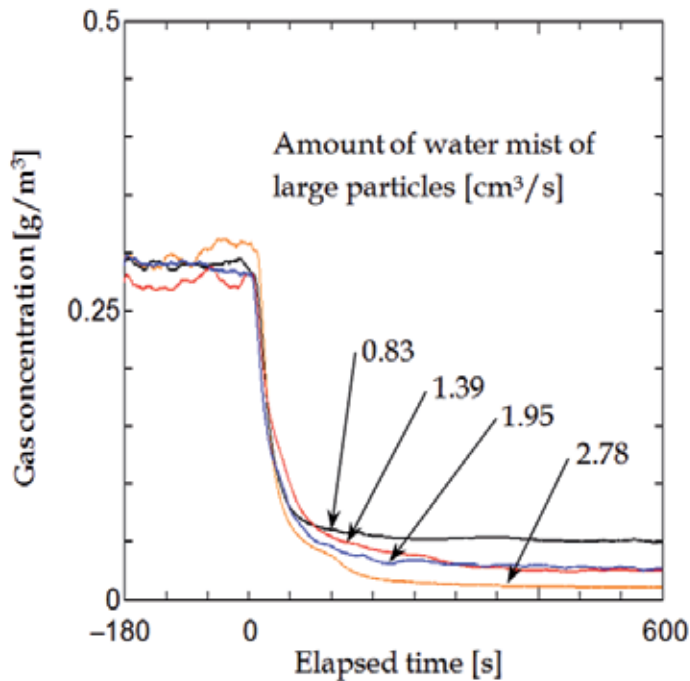 0.5
Amount of water mist of
large particles [cm³/s]
Gas concentration [g/m³]
0.25
0.83
1.39
1.95
2.78
0
−180
0
600
Elapsed time [s]